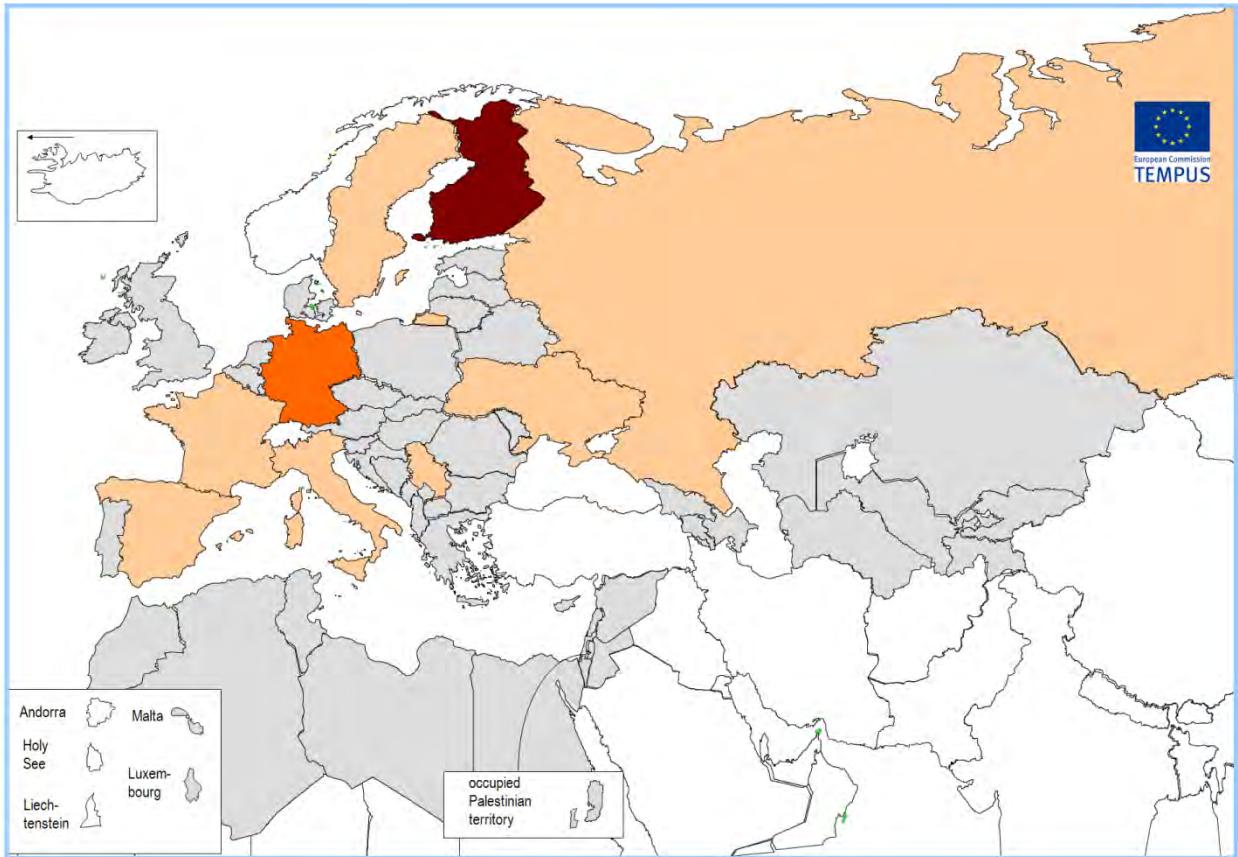 European Commission
TEMPUS
Andorra
Malta
Holy
See
Luxem-
bourg
Liech-
tenstein
occupied
Palestinian
territory